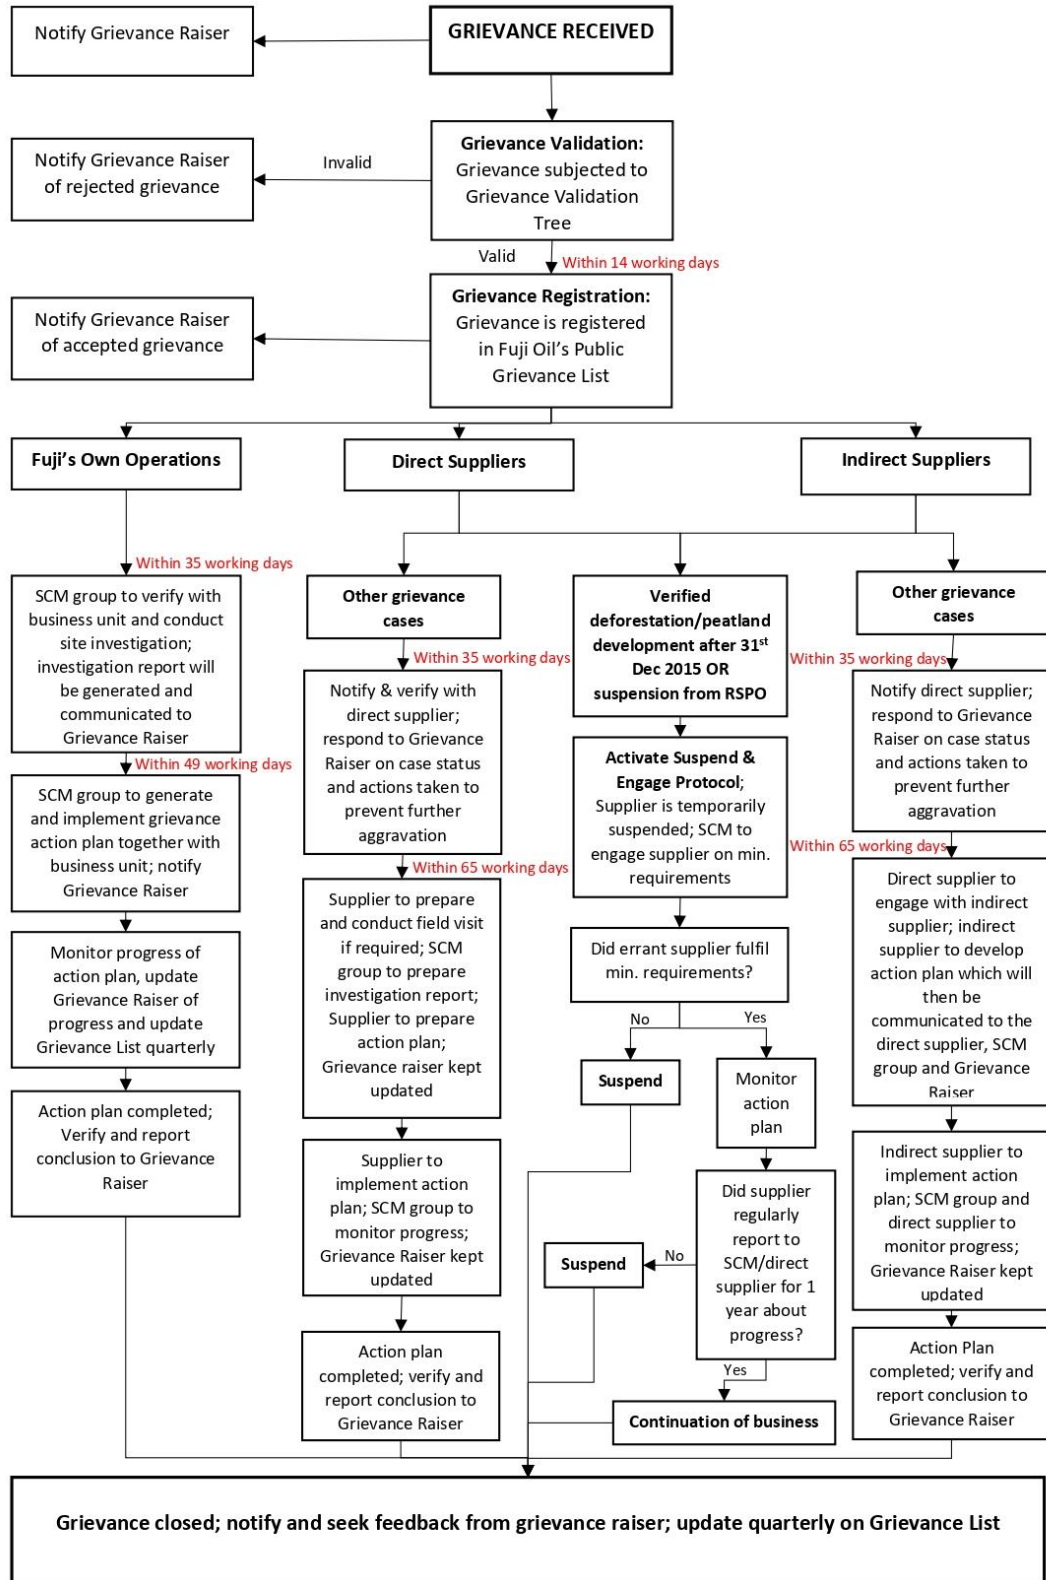 Notify Grievance Raiser
GRIEVANCE RECEIVED
Notify Grievance Raiser
of rejected grievance
Invalid
Grievance Validation:
Grievance subjected to
Grievance Validation
Tree
Valid
Within 14 working days
Notify Grievance Raiser
of accepted grievance
Grievance Registration:
Grievance is registered
in Fuji Oil’s Public
Grievance List
Fuji’s Own Operations
Direct Suppliers
Indirect Suppliers
Within 35 working days
SCM group to verify with
business unit and conduct
site investigation;
investigation report will
be generated and
communicated to
Grievance Raiser
Within 49 working days
SCM group to generate
and implement grievance
action plan together with
business unit; notify
Grievance Raiser
Monitor progress of
action plan, update
Grievance Raiser of
progress and update
Grievance List quarterly
Action plan completed;
Verify and report
conclusion to Grievance
Raiser
Other grievance
cases
Within 35 working days
Notify & verify with
direct supplier;
respond to Grievance
Raiser on case status
and actions taken to
prevent further
aggravation
Within 65 working days
Supplier to prepare
and conduct field visit
if required; SCM
group to prepare
investigation report;
Supplier to prepare
action plan;
Grievance raiser kept
updated
Supplier to
implement action
plan; SCM group to
monitor progress;
Grievance Raiser kept
updated
Action plan
completed; verify and
report conclusion to
Grievance Raiser
Verified
deforestation/peatland
development after 31st
Dec 2015 OR
suspension from RSPO
Activate Suspend &
Engage Protocol;
Supplier is temporarily
suspended; SCM to
engage supplier on min.
requirements
Did errant supplier fulfil
min. requirements?
No
Yes
Suspend
Monitor
action
plan
Did supplier
regularly
report to
SCM/direct
supplier for 1
year about
progress?
No
Suspend
Yes
Continuation of business
Other grievance
cases
Within 35 working days
Notify direct supplier;
respond to Grievance
Raiser on case status
and actions taken to
prevent further
aggravation
Within 65 working days
Direct supplier to
engage with indirect
supplier; indirect
supplier to develop
action plan which will
then be
communicated to the
direct supplier, SCM
group and Grievance
Raiser
Indirect supplier to
implement action
plan; SCM group and
direct supplier to
monitor progress;
Grievance Raiser kept
updated
Action Plan
completed; verify and
report conclusion to
Grievance Raiser
Grievance closed; notify and seek feedback from grievance raiser; update quarterly on Grievance List